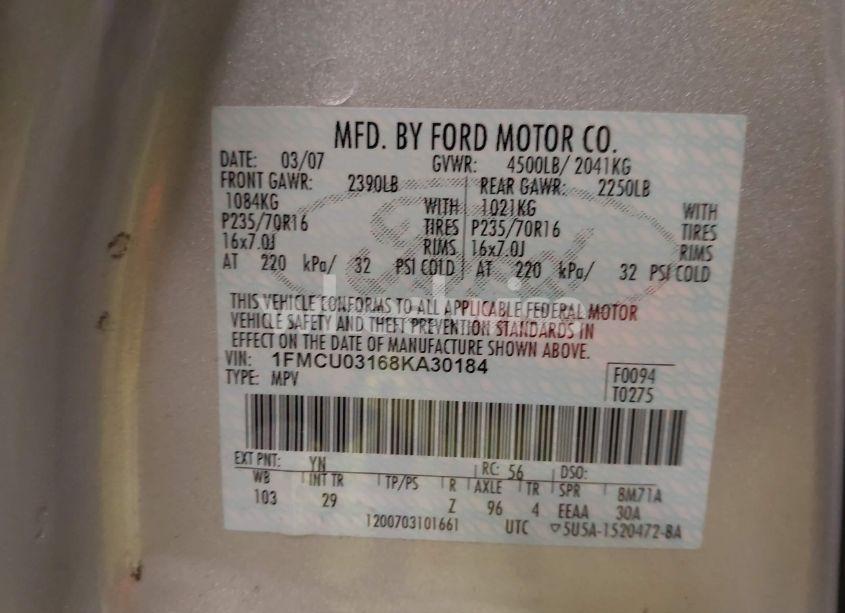 MFD. BY FORD MOTOR CO.
DATE: 03/07 GVWR: 4500LB/ 2041KG
FRONT GAWR: 2390LB REAR GAWR: 2250LB
1084KG WITH 1021KG WITH
P235/70R16 TIRES P235/70R16 TIRES
16x7.0J RIMS 16x7.0J RIMS
AT 220 kPa/ 32 PSI COLD AT 220 kPa/ 32 PSI COLD
THIS VEHICLE CONFORMS TO ALL APPLICABLE FEDERAL MOTOR
VEHICLE SAFETY AND THEFT PREVENTION STANDARDS IN
EFFECT ON THE DATE OF MANUFACTURE SHOWN ABOVE.
VIN: 1FMCU03168KA30184
TYPE: MPV
F0094
T0275
EXT PNT: YN RC: 56 DSO:
WB INT TR TP/PS R AXLE TR SPR 8M71A
103 29 Z 96 4 EEAA 30A
1200703101661 UTC ▽5U5A-1520472-BA